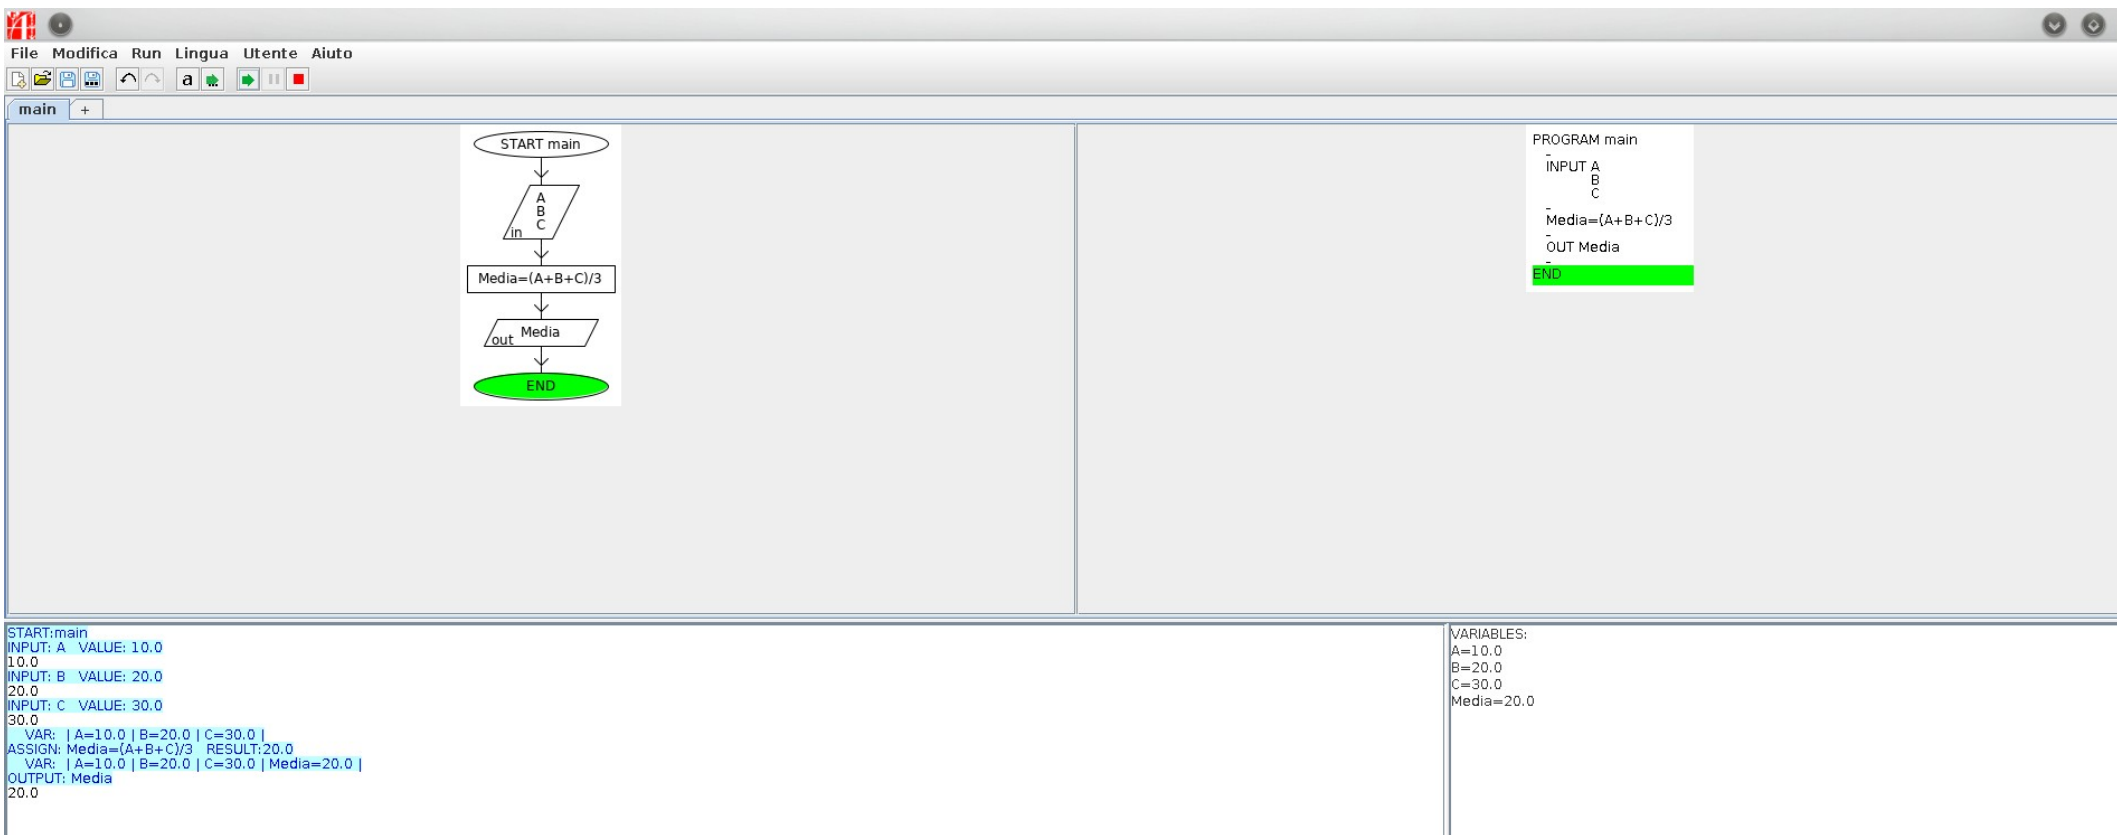 File Modifica Run Lingua Utente Aiuto
a
main +
START main
A
B
C
in
Media=(A+B+C)/3
Media
out
END
PROGRAM main
-
INPUT A
B
C
-
Media=(A+B+C)/3
-
OUT Media
-
END
START:main
INPUT: A VALUE: 10.0
10.0
INPUT: B VALUE: 20.0
20.0
INPUT: C VALUE: 30.0
30.0
VAR: | A=10.0 | B=20.0 | C=30.0 |
ASSIGN: Media=(A+B+C)/3 RESULT:20.0
VAR: | A=10.0 | B=20.0 | C=30.0 | Media=20.0 |
OUTPUT: Media
20.0
VARIABLES:
A=10.0
B=20.0
C=30.0
Media=20.0